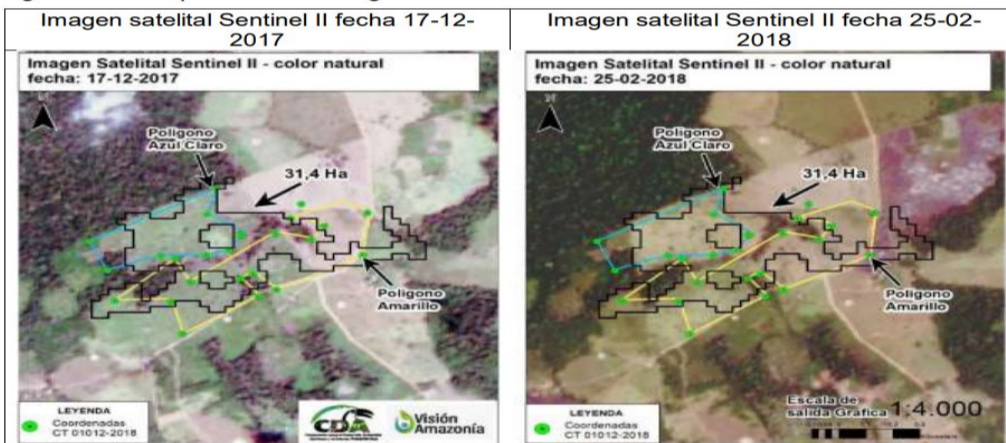 Imagen satelital Sentinel II fecha 17-12-
2017
Imagen Satelital Sentinel II - color natural
fecha: 17-12-2017
Poligono
Azul Claro
31,4 Ha
Poligono
Amarillo
LEYENDA
Coordenadas
CT 01012-2018
CDA
Visión
Amazonía
Imagen satelital Sentinel II fecha 25-02-
2018
Imagen Satelital Sentinel II - color natural
fecha: 25-02-2018
Poligono
Azul Claro
31,4 Ha
Poligono
Amarillo
LEYENDA
Coordenadas
CT 01012-2018
Escala de
salida Gráfica 1:4.000